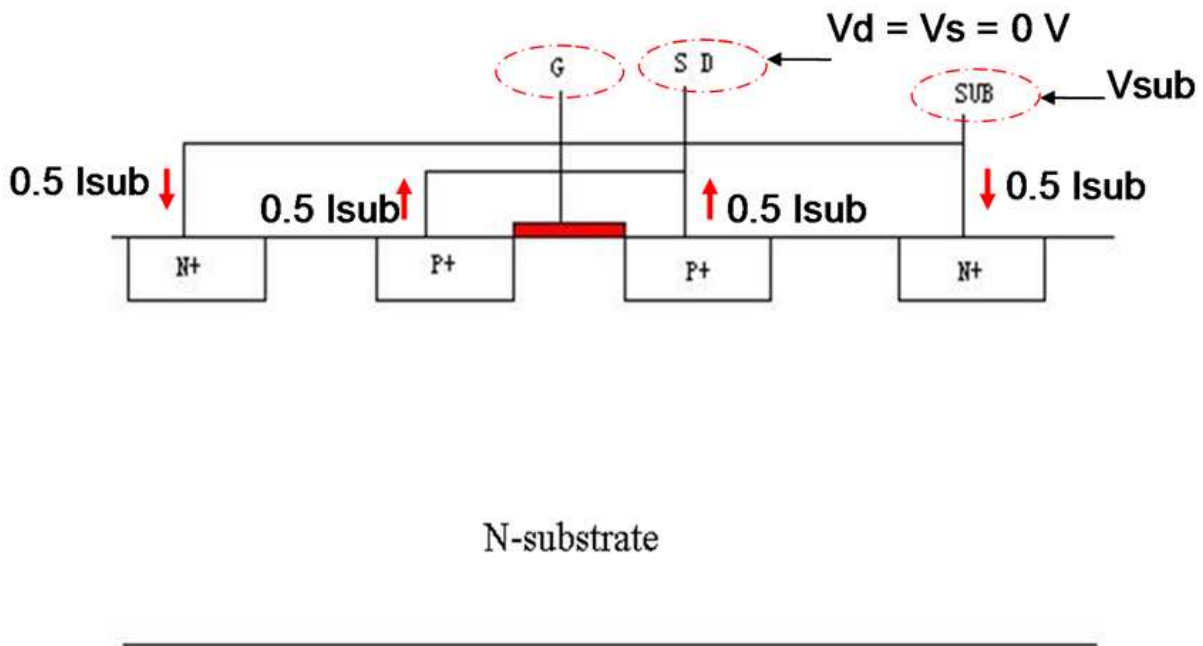 Vd = Vs = 0 V
G
S D
SUB
Vsub
0.5 Isub
0.5 Isub
0.5 Isub
0.5 Isub
N+
P+
P+
N+
N-substrate